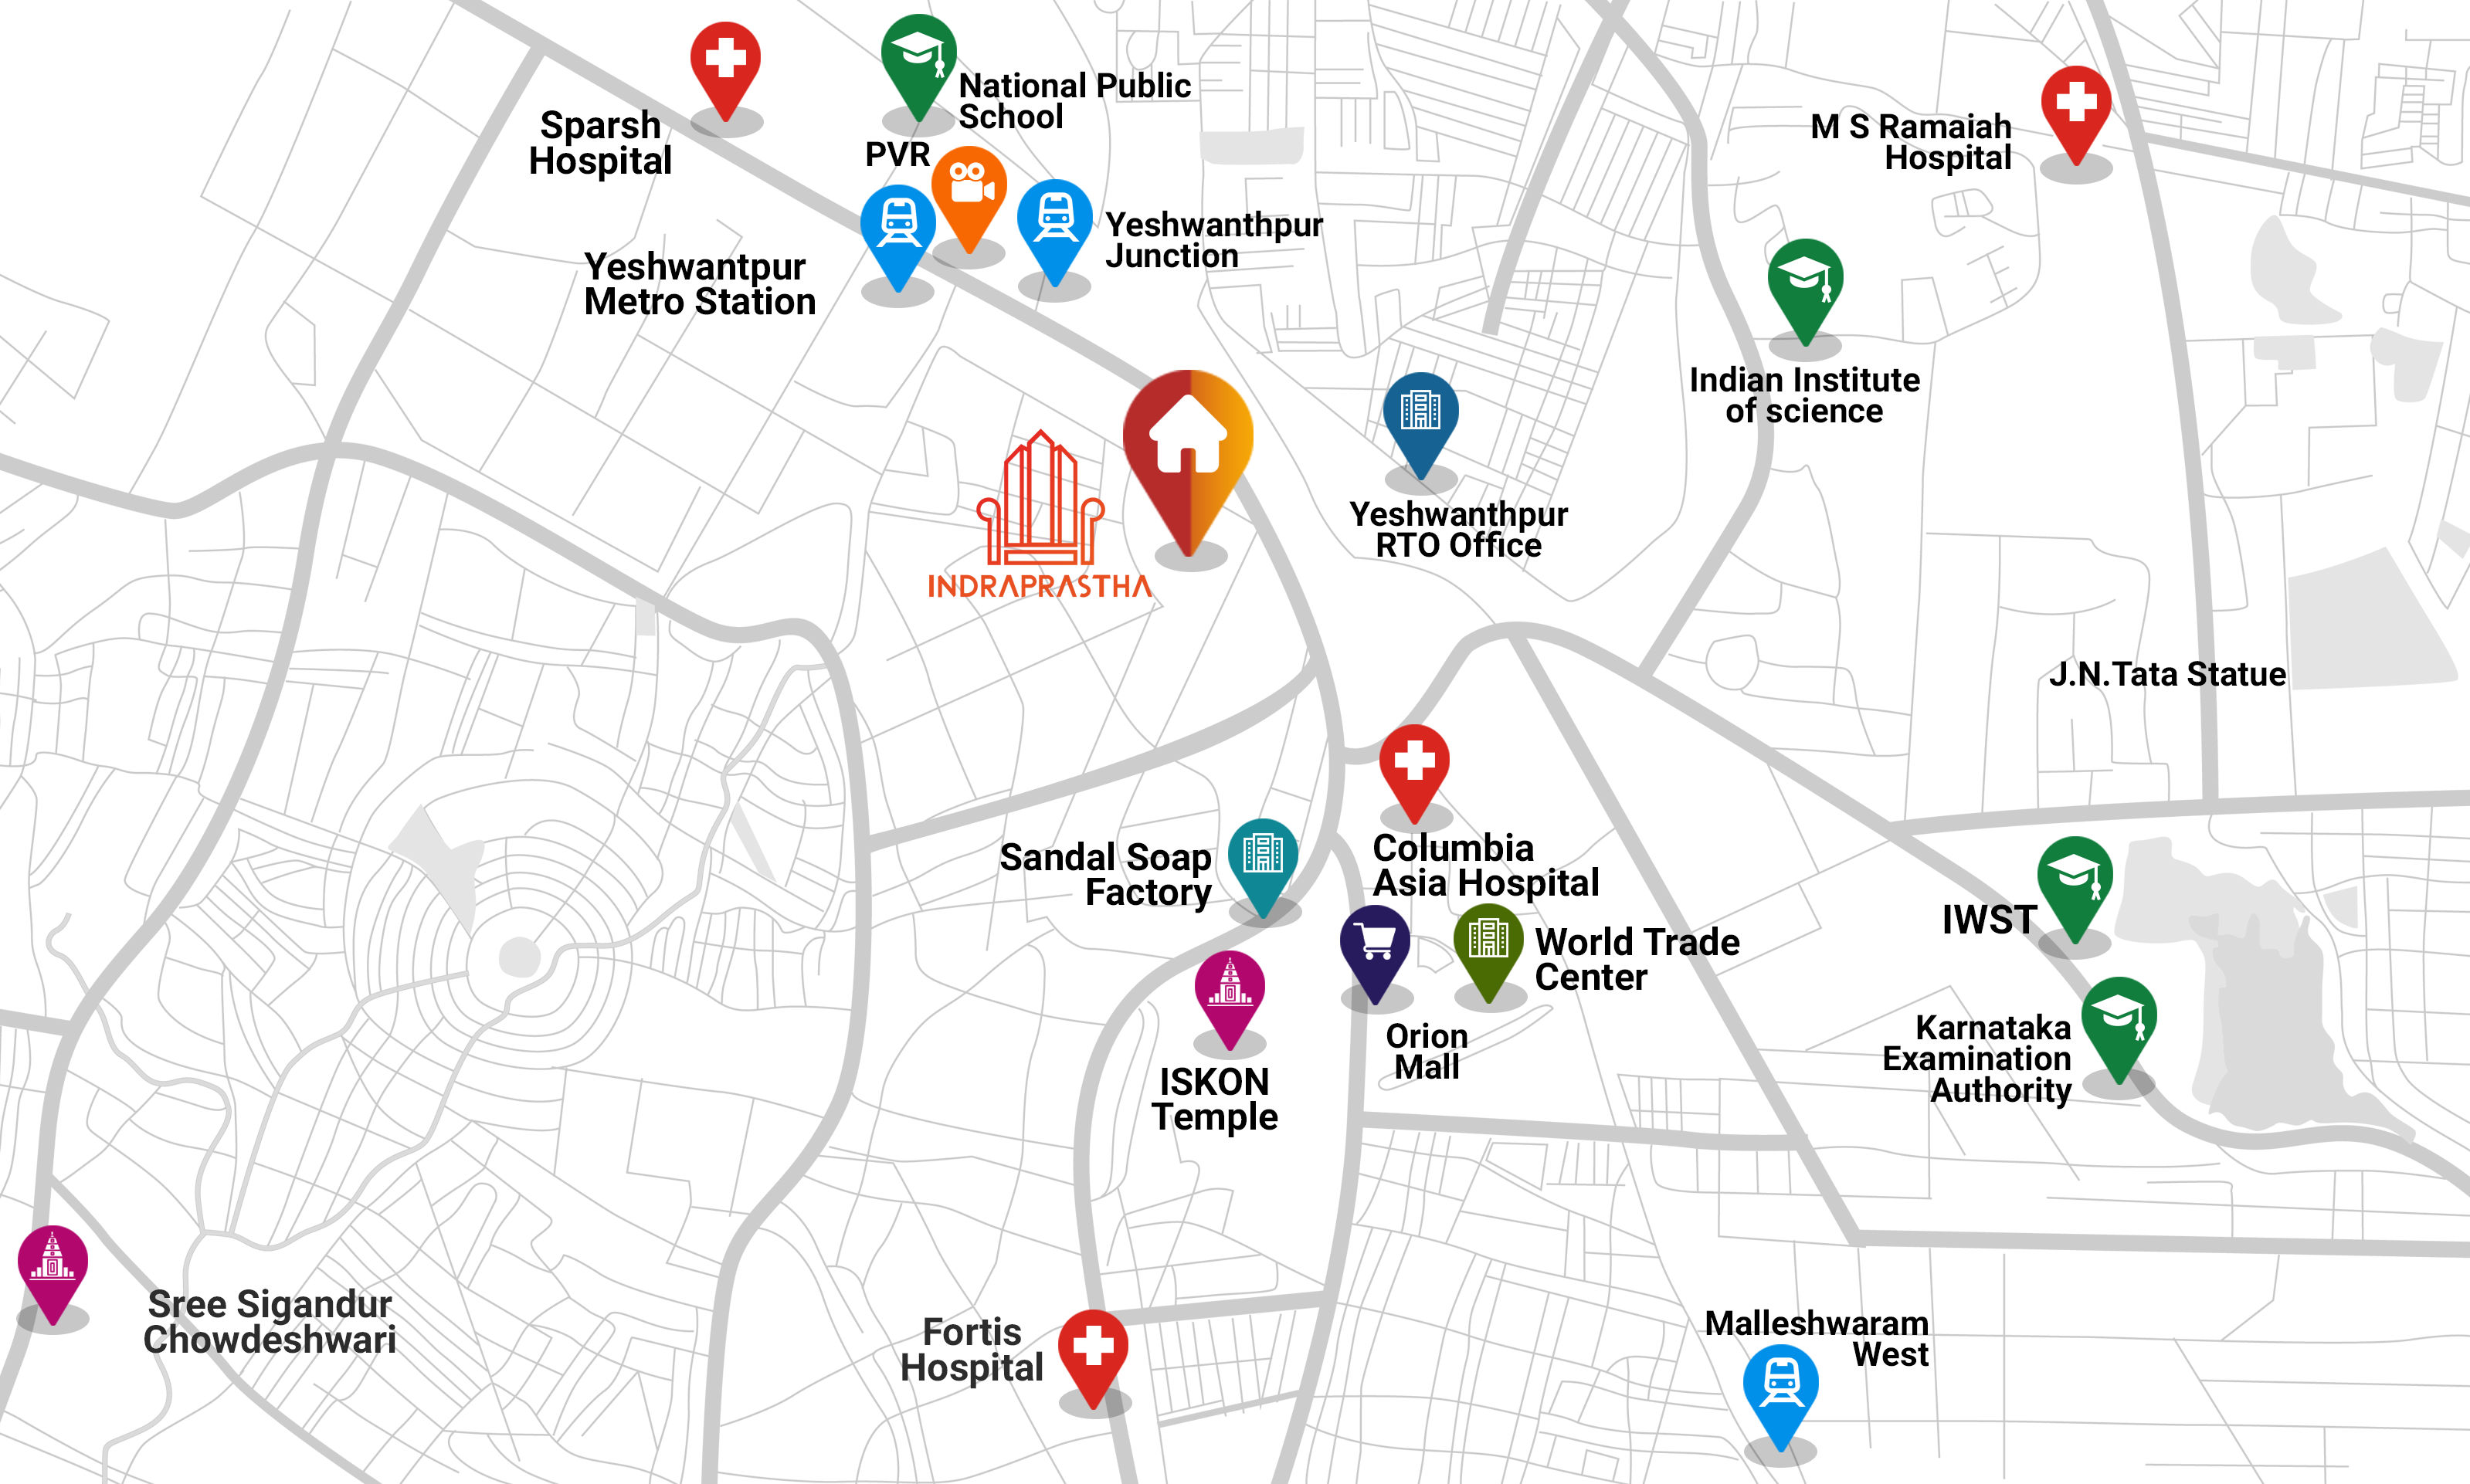 National Public
School
Sparsh
Hospital
PVR
M S Ramaiah
Hospital
Yeshwanthpur
Junction
Yeshwantpur
Metro Station
Indian Institute
of science
Yeshwanthpur
RTO Office
INDRAPRASTHA
J.N.Tata Statue
Sandal Soap
Factory
Columbia
Asia Hospital
IWST
World Trade
Center
Karnataka
Examination
Authority
Orion
Mall
ISKON
Temple
Sree Sigandur
Chowdeshwari
Fortis
Hospital
Malleshwaram
West